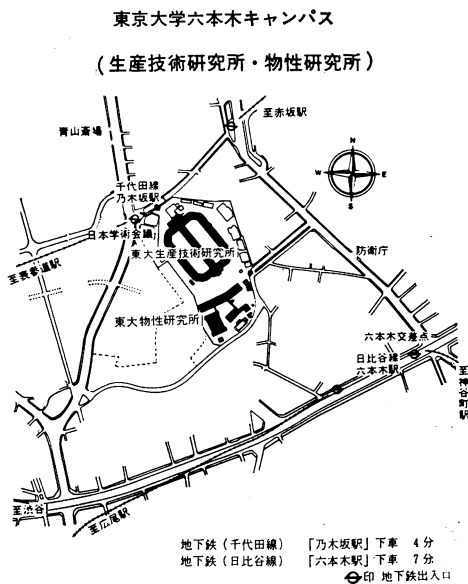 東京大学六本木キャンパス
(生産技術研究所・物性研究所)
至赤坂駅
青山斎場
N
W
E
S
千代田線
乃木坂駅
日本学術会議
東大生産技術研究所
防衛庁
至表参道駅
東大物性研究所
六本木交差点
日比谷線
六本木駅
至神谷町駅
至渋谷
至広尾駅
地下鉄(千代田線) 「乃木坂駅」下車 4分
地下鉄(日比谷線) 「六本木駅」下車 7分
印 地下鉄出入口